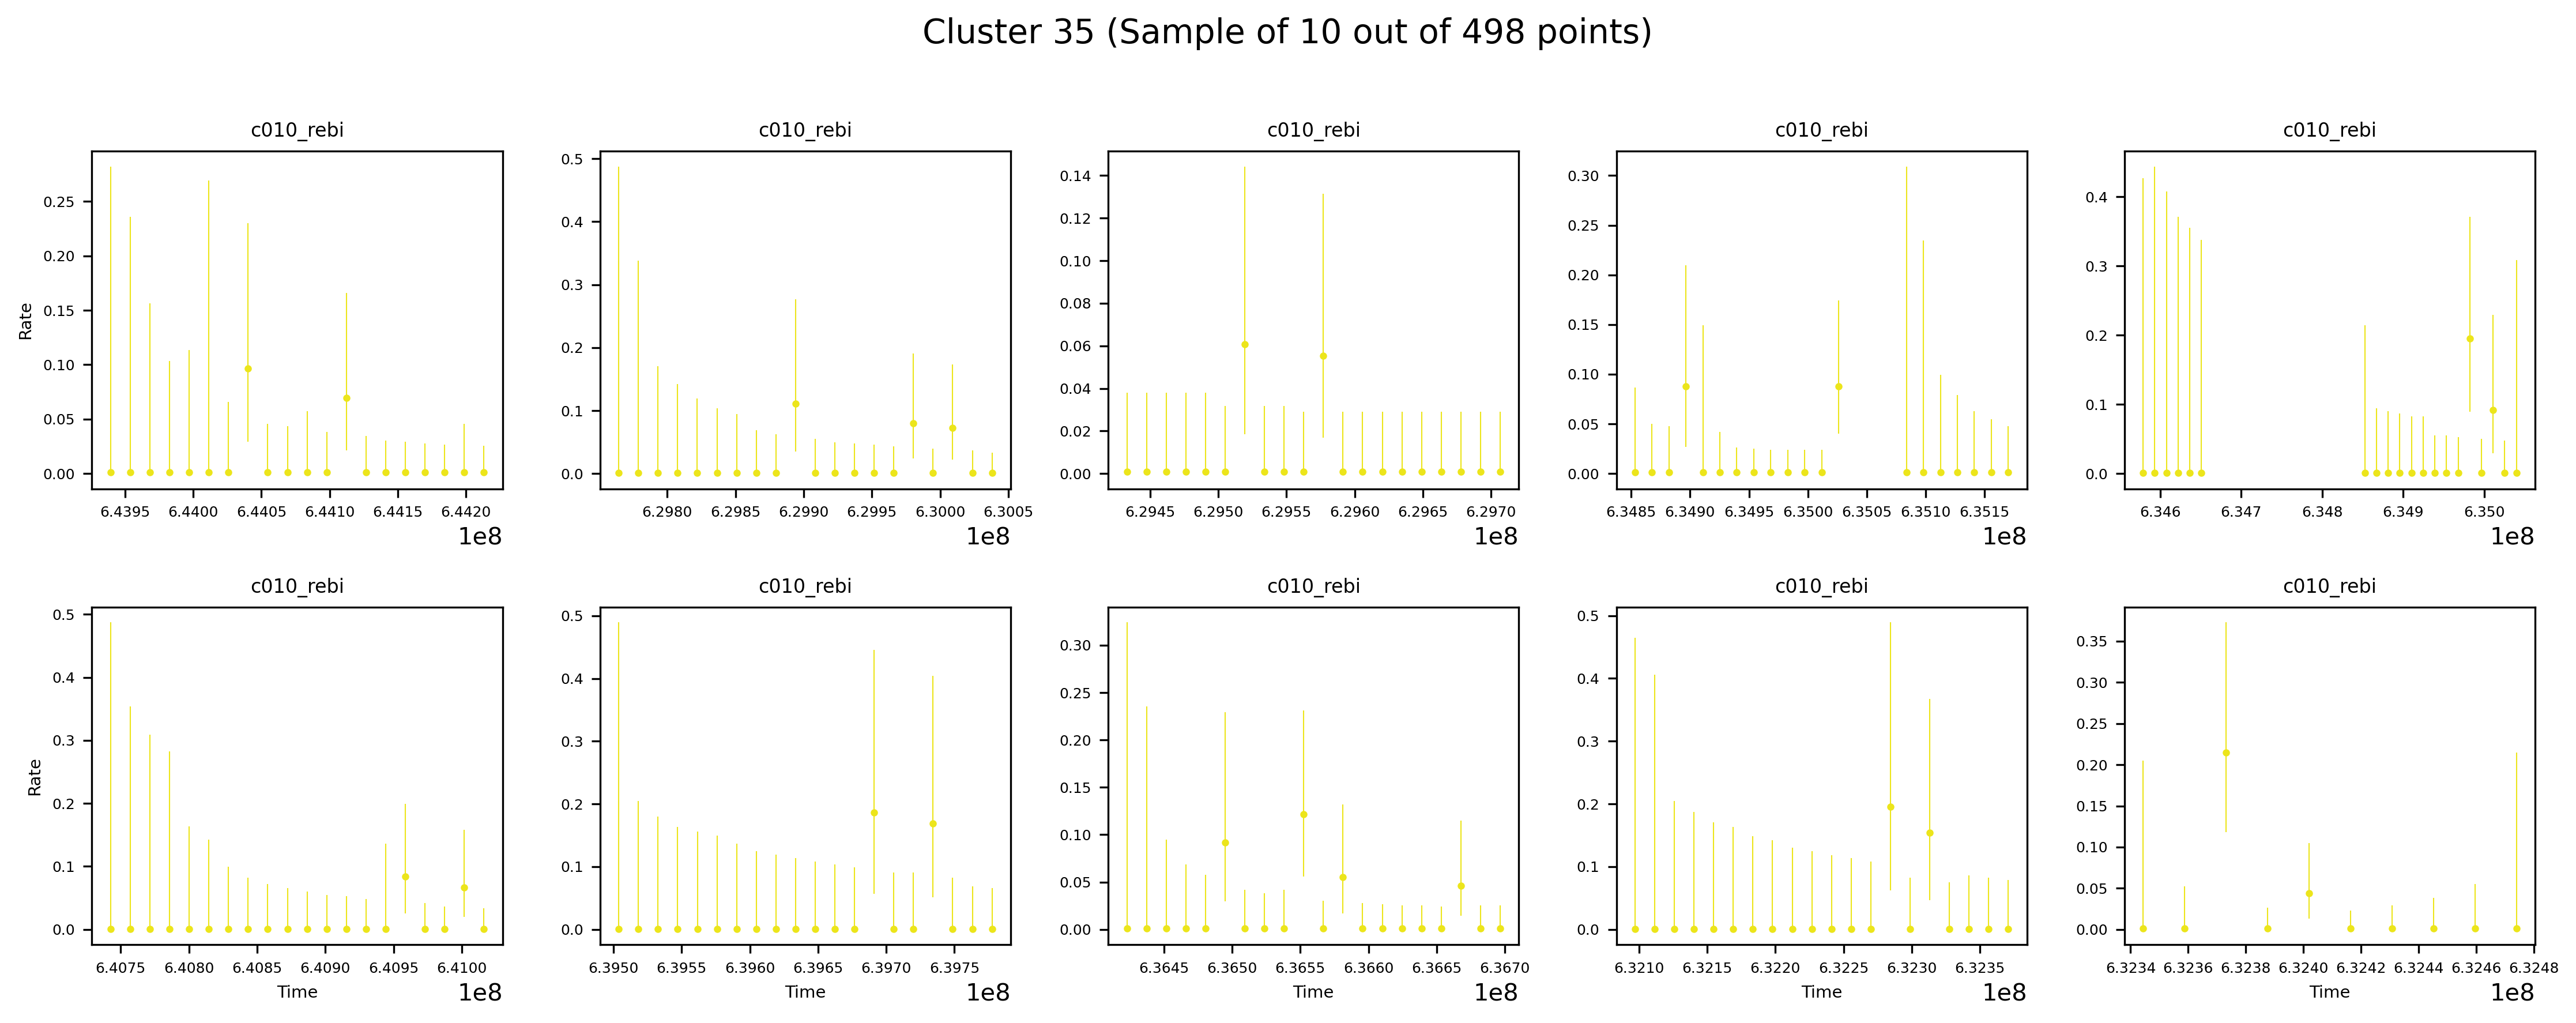 Cluster 35 (Sample of 10 out of 498 points)
c010_rebi c010_rebi c010_rebi c010_rebi c010_rebi
Rate
0.25 0.20 0.15 0.10 0.05 0.00
6.4395 6.4400 6.4405 6.4410 6.4415 6.4420
1e8
0.5 0.4 0.3 0.2 0.1 0.0
6.2980 6.2985 6.2990 6.2995 6.3000 6.3005
1e8
0.14 0.12 0.10 0.08 0.06 0.04 0.02 0.00
6.2945 6.2950 6.2955 6.2960 6.2965 6.2970
1e8
0.30 0.25 0.20 0.15 0.10 0.05 0.00
6.3485 6.3490 6.3495 6.3500 6.3505 6.3510 6.3515
1e8
0.4 0.3 0.2 0.1 0.0
6.346 6.347 6.348 6.349 6.350
1e8
c010_rebi c010_rebi c010_rebi c010_rebi c010_rebi
Rate
0.5 0.4 0.3 0.2 0.1 0.0
6.4075 6.4080 6.4085 6.4090 6.4095 6.4100
Time 1e8
0.5 0.4 0.3 0.2 0.1 0.0
6.3950 6.3955 6.3960 6.3965 6.3970 6.3975
Time 1e8
0.30 0.25 0.20 0.15 0.10 0.05 0.00
6.3645 6.3650 6.3655 6.3660 6.3665 6.3670
Time 1e8
0.5 0.4 0.3 0.2 0.1 0.0
6.3210 6.3215 6.3220 6.3225 6.3230 6.3235
Time 1e8
0.35 0.30 0.25 0.20 0.15 0.10 0.05 0.00
6.3234 6.3236 6.3238 6.3240 6.3242 6.3244 6.3246 6.3248
Time 1e8